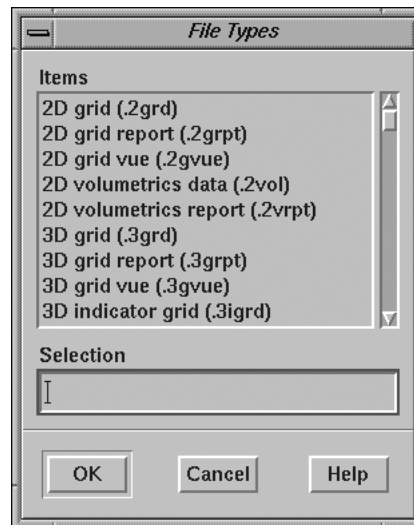 File Types
Items
2D grid (.2grd)
2D grid report (.2grpt)
2D grid vue (.2gvue)
2D volumetrics data (.2vol)
2D volumetrics report (.2vrpt)
3D grid (.3grd)
3D grid report (.3grpt)
3D grid vue (.3gvue)
3D indicator grid (.3igrd)
Selection
OK Cancel Help